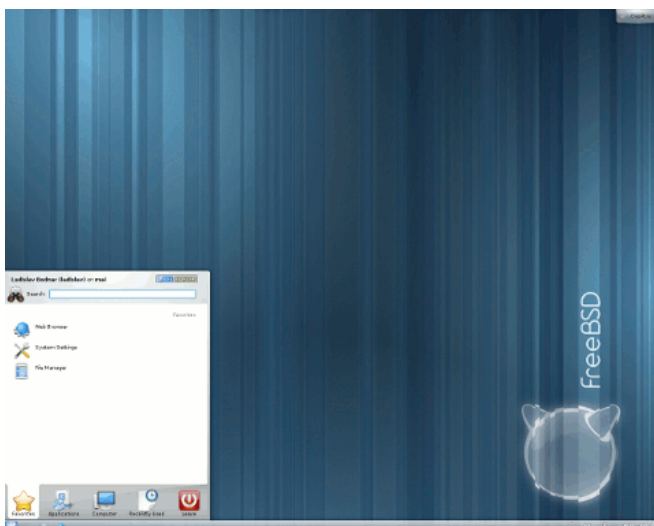 Ladislav Bodnar (ladislav) on mail
Search:
Favorites
Web Browser
System Settings
File Manager
Favorites Applications Computer Recently Used Leave
FreeBSD